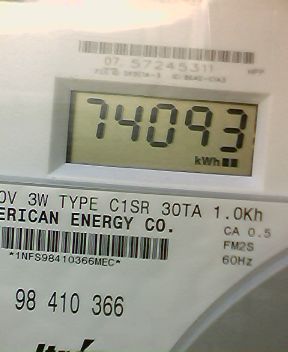 07 57245311
74093
kWh
0V 3W TYPE C1SR 30TA 1.0Kh
ERICAN ENERGY CO.
CA 0.5
FM2S
*1NFS98410366MEC*
60Hz
98 410 366